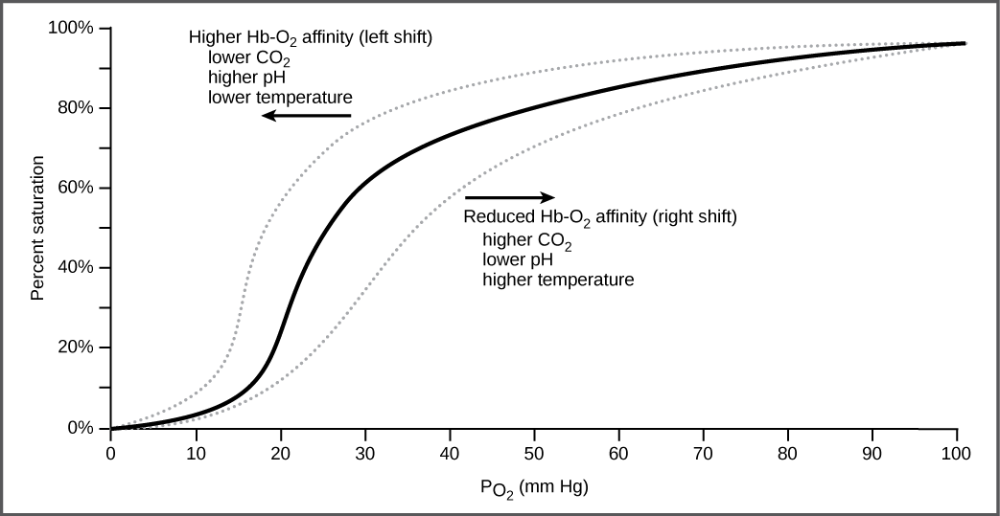 100%
Higher Hb-O₂ affinity (left shift)
lower CO₂
higher pH
lower temperature
80%
60%
Reduced Hb-O₂ affinity (right shift)
higher CO₂
lower pH
higher temperature
40%
20%
0%
Percent saturation
0 10 20 30 40 50 60 70 80 90 100
PO₂ (mm Hg)